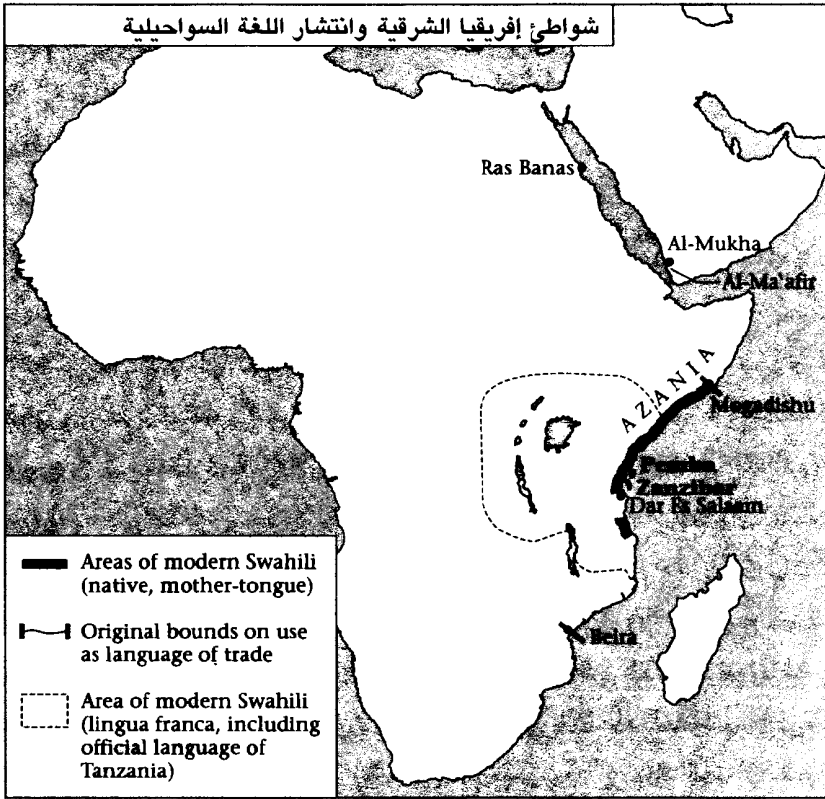 شواطئ إفريقيا الشرقية وانتشار اللغة السواحيلية
Ras Banas
Al-Mukha
Al-Ma'afir
AZANIA
Mogadishu
Pemba
Zanzibar
Dar Es Salaam
Beira
Areas of modern Swahili
(native, mother-tongue)
Original bounds on use
as language of trade
Area of modern Swahili
(lingua franca, including
official language of
Tanzania)